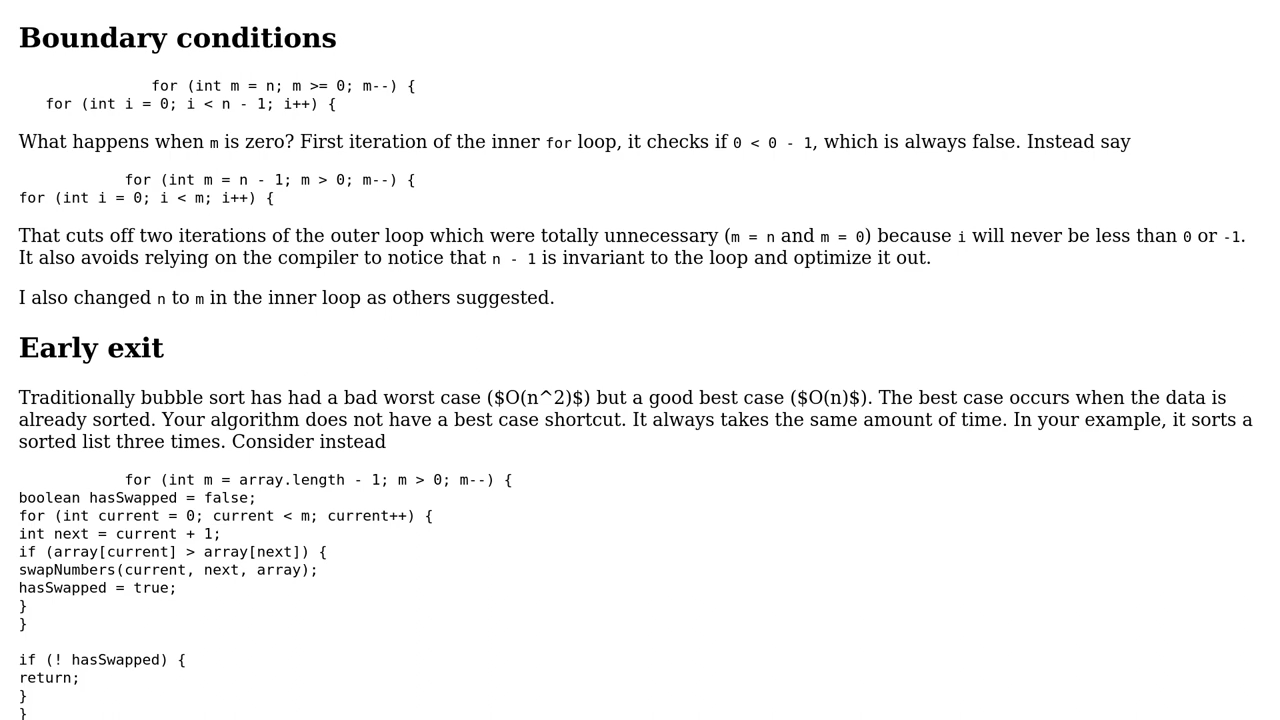 Boundary conditions
for (int m = n; m >= 0; m--) {
for (int i = 0; i < n - 1; i++) {
What happens when m is zero? First iteration of the inner for loop, it checks if 0 < 0 - 1, which is always false. Instead say
for (int m = n - 1; m > 0; m--) {
for (int i = 0; i < m; i++) {
That cuts off two iterations of the outer loop which were totally unnecessary (m = n and m = 0) because i will never be less than 0 or -1.
It also avoids relying on the compiler to notice that n - 1 is invariant to the loop and optimize it out.
I also changed n to m in the inner loop as others suggested.
Early exit
Traditionally bubble sort has had a bad worst case ($O(n^2)$) but a good best case ($O(n)$). The best case occurs when the data is
already sorted. Your algorithm does not have a best case shortcut. It always takes the same amount of time. In your example, it sorts a
sorted list three times. Consider instead
for (int m = array.length - 1; m > 0; m--) {
boolean hasSwapped = false;
for (int current = 0; current < m; current++) {
int next = current + 1;
if (array[current] > array[next]) {
swapNumbers(current, next, array);
hasSwapped = true;
}
}
if (! hasSwapped) {
return;
}
}